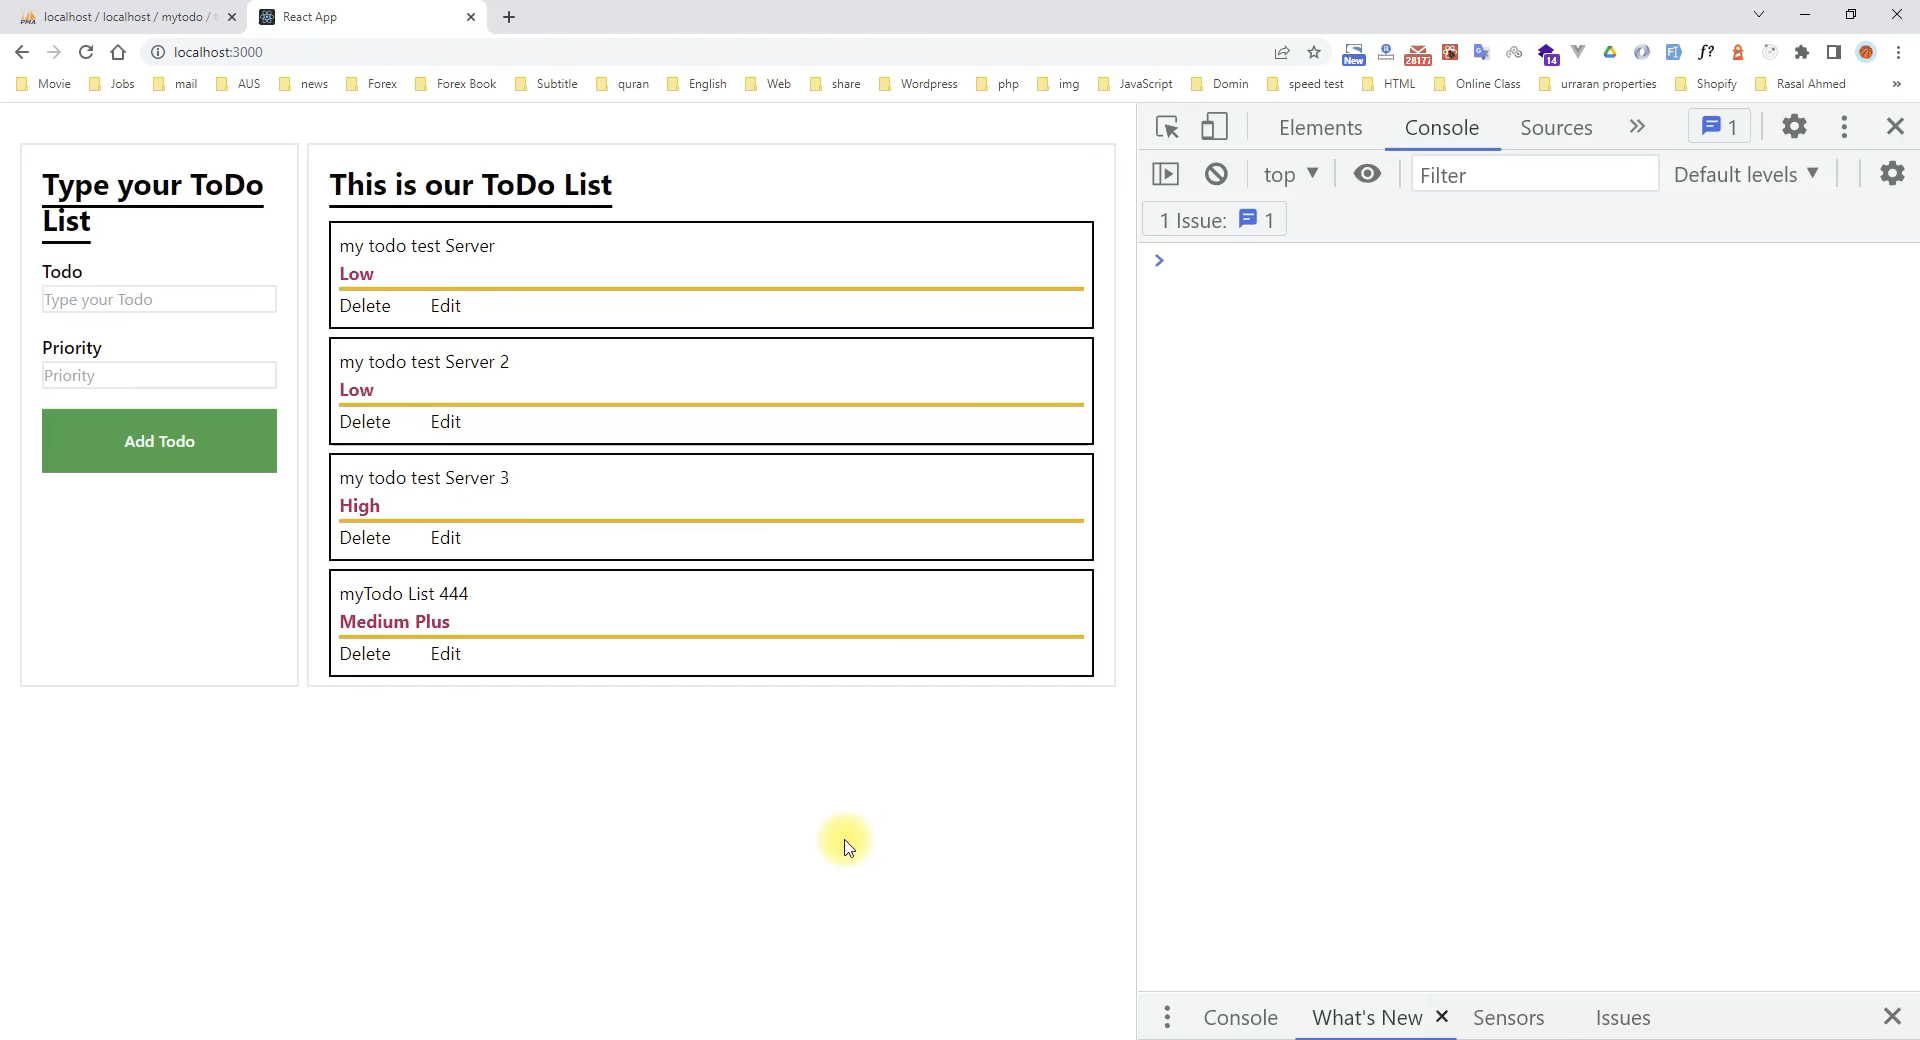 localhost / localhost / mytodo /
React App
localhost:3000
New
28177
14
f?
Movie
Jobs
mail
AUS
news
Forex
Forex Book
Subtitle
quran
English
Web
share
Wordpress
php
img
JavaScript
Domin
speed test
HTML
Online Class
urraran properties
Shopify
Rasal Ahmed
»
Type your ToDo
List
Todo
Type your Todo
Priority
Priority
Add Todo
This is our ToDo List
my todo test Server
Low
Delete Edit
my todo test Server 2
Low
Delete Edit
my todo test Server 3
High
Delete Edit
myTodo List 444
Medium Plus
Delete Edit
Elements Console Sources 1
top Filter Default levels
1 Issue: 1
Console What's New Sensors Issues